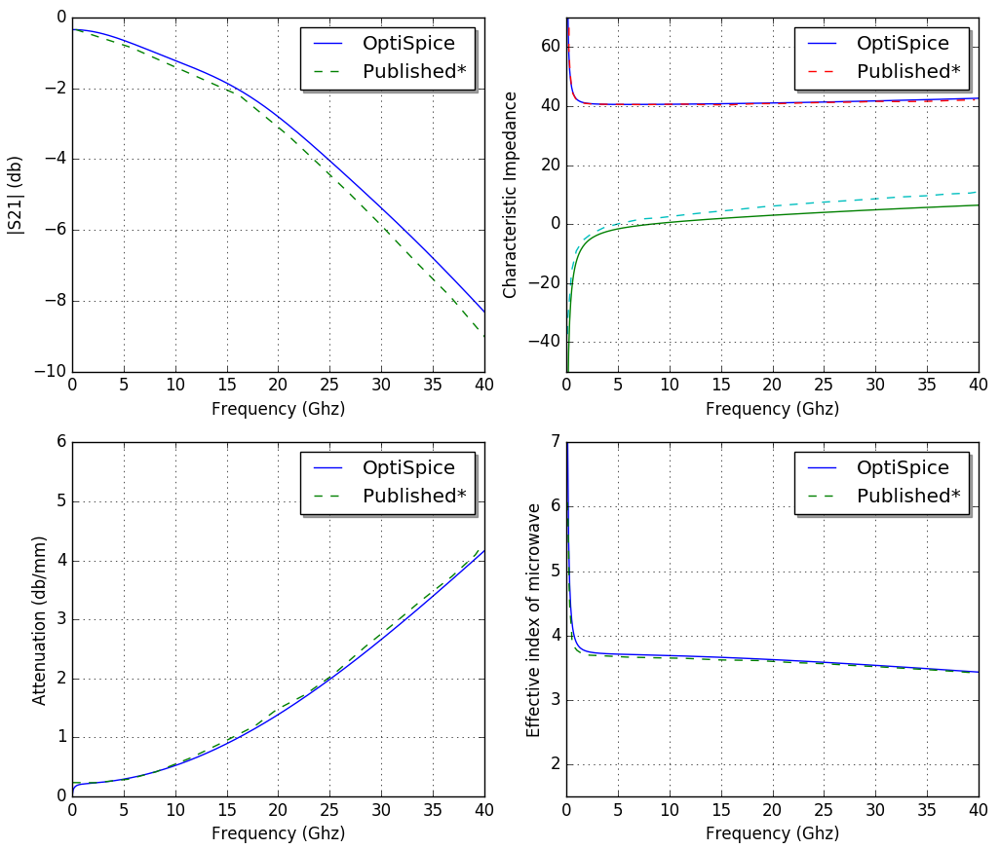 |S21| (db)
0
−2
−4
−6
−8
−10
OptiSpice
Published*
0 5 10 15 20 25 30 35 40
Frequency (Ghz)
Characteristic Impedance
60
40
20
0
−20
−40
OptiSpice
Published*
0 5 10 15 20 25 30 35 40
Frequency (Ghz)
Attenuation (db/mm)
6
5
4
3
2
1
0
OptiSpice
Published*
0 5 10 15 20 25 30 35 40
Frequency (Ghz)
Effective index of microwave
7
6
5
4
3
2
OptiSpice
Published*
0 5 10 15 20 25 30 35 40
Frequency (Ghz)